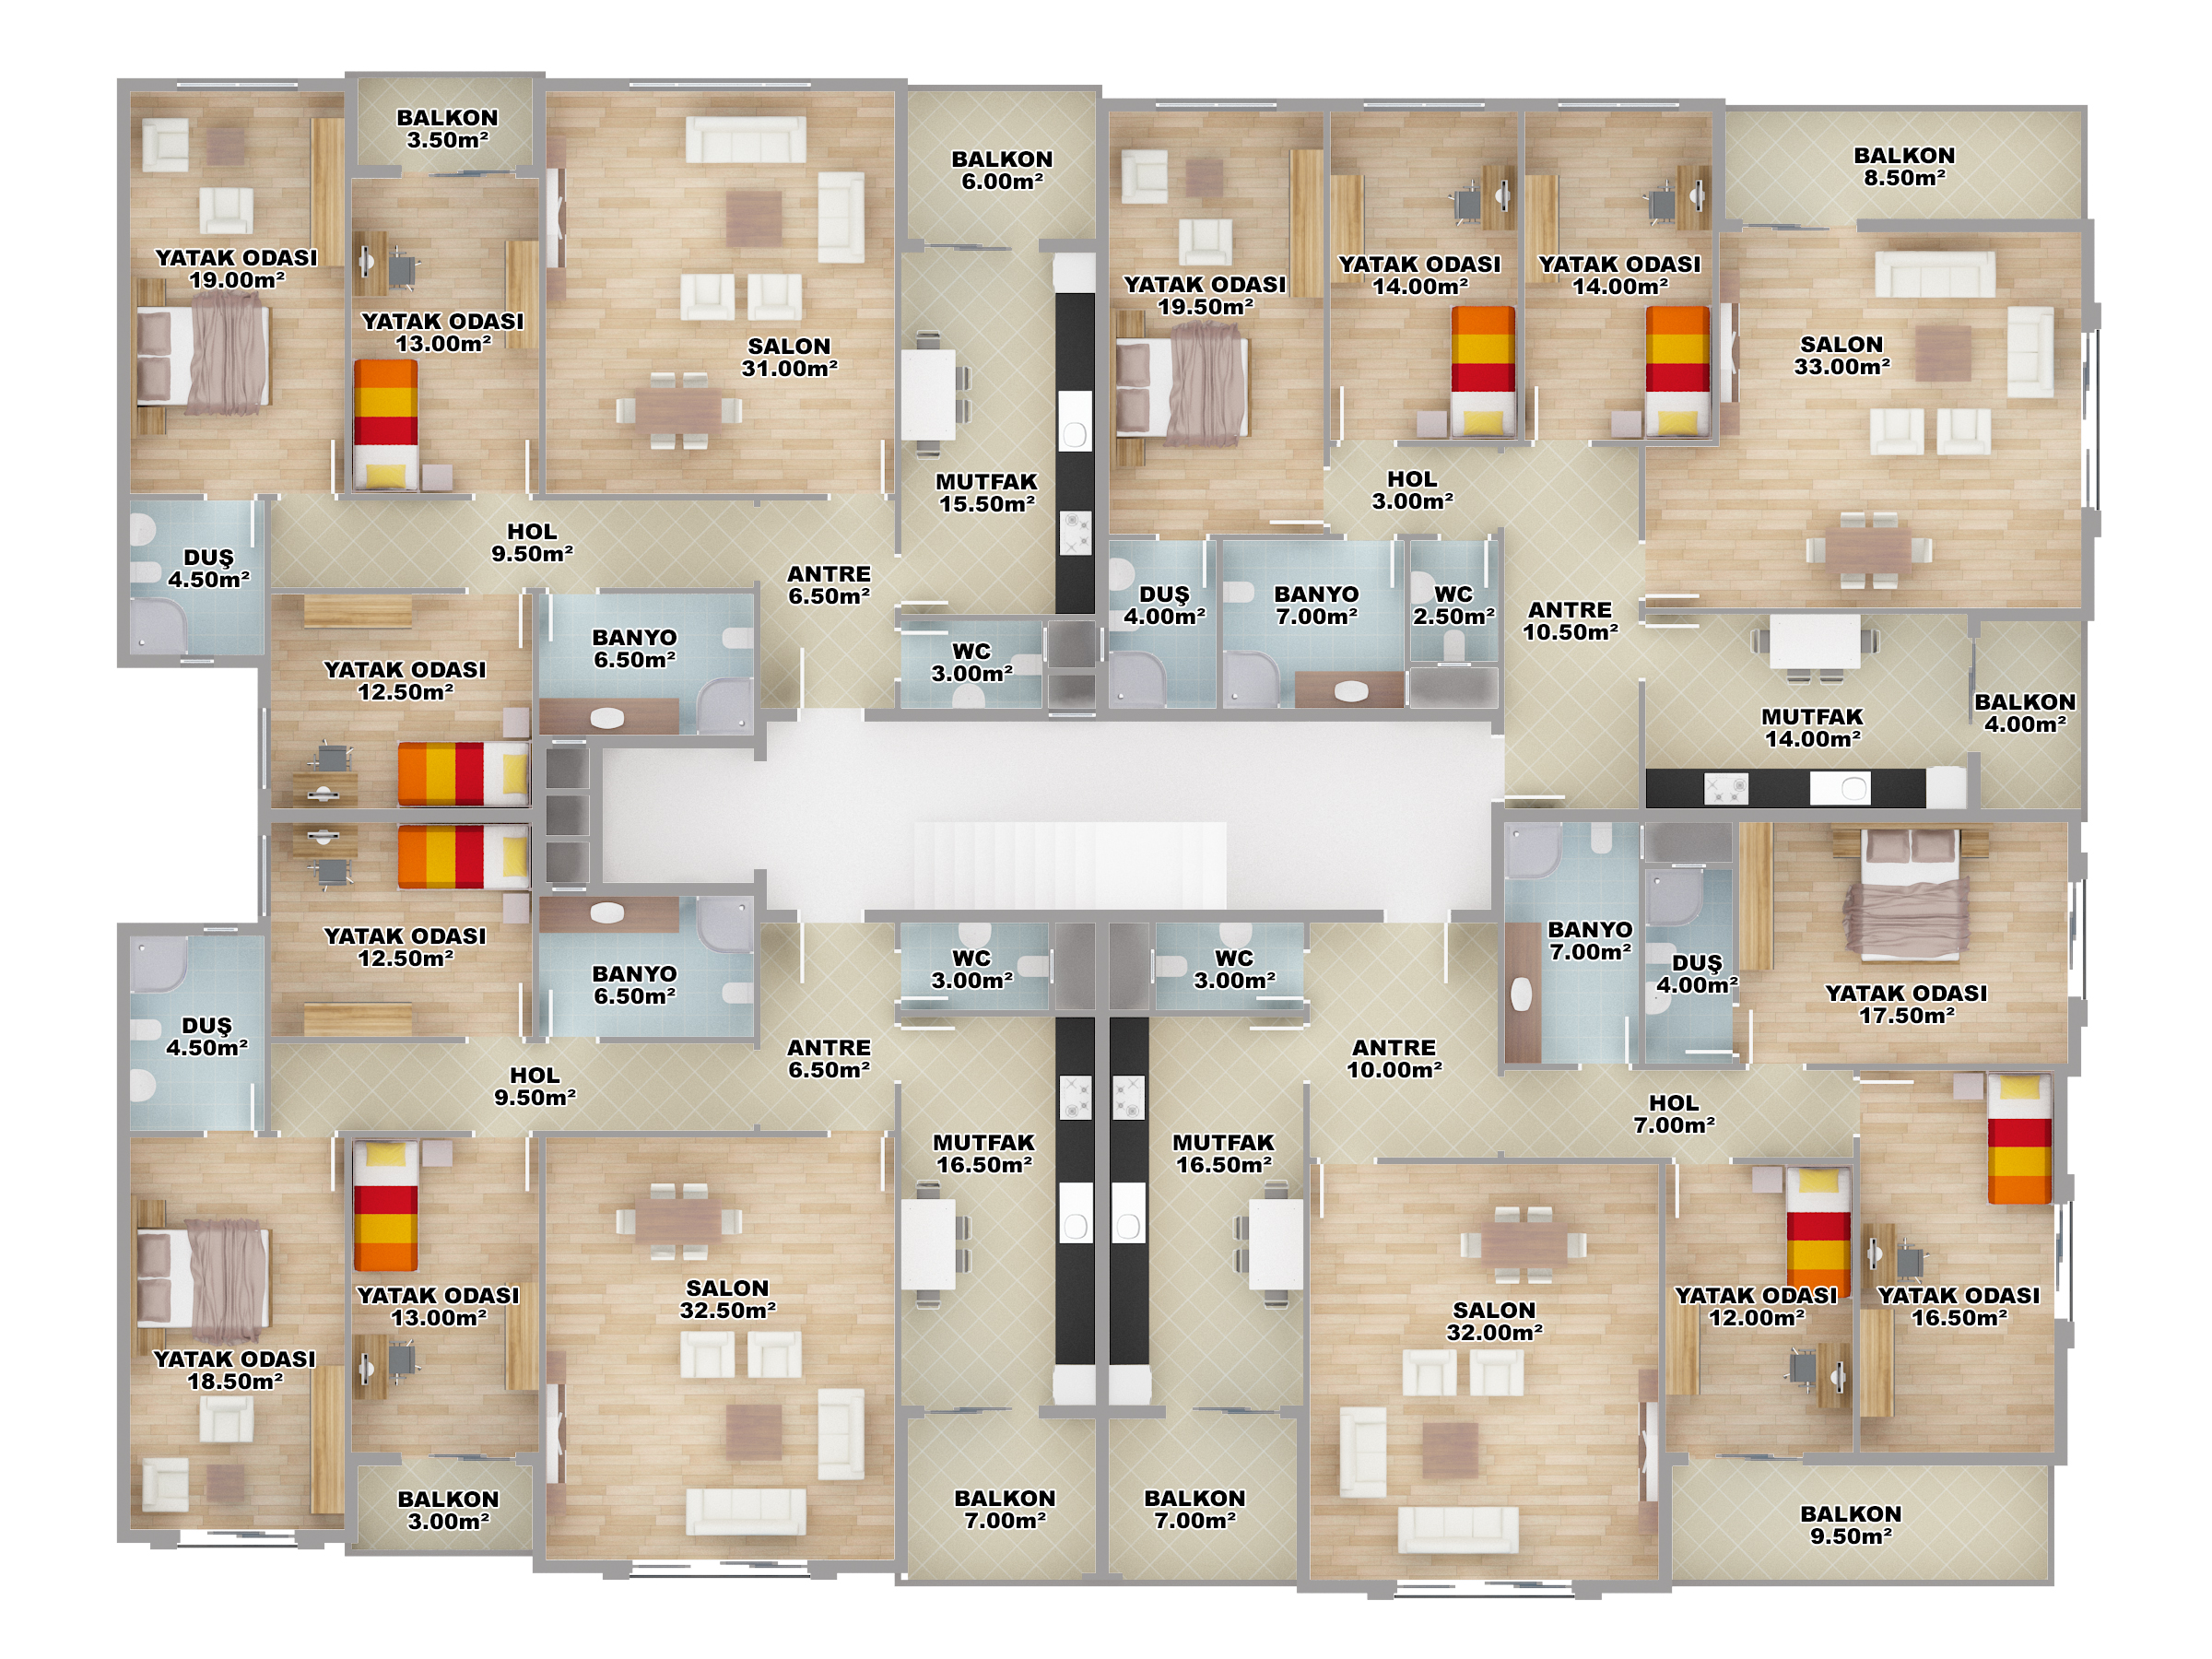 BALKON
3.50m²
YATAK ODASI
19.00m²
YATAK ODASI
13.00m²
SALON
31.00m²
BALKON
6.00m²
MUTFAK
15.50m²
HOL
9.50m²
DUŞ
4.50m²
ANTRE
6.50m²
BANYO
6.50m²
WC
3.00m²
YATAK ODASI
12.50m²
YATAK ODASI
19.50m²
YATAK ODASI
14.00m²
YATAK ODASI
14.00m²
BALKON
8.50m²
SALON
33.00m²
HOL
3.00m²
DUŞ
4.00m²
BANYO
7.00m²
WC
2.50m²
ANTRE
10.50m²
MUTFAK
14.00m²
BALKON
4.00m²
YATAK ODASI
12.50m²
BANYO
6.50m²
WC
3.00m²
DUŞ
4.50m²
HOL
9.50m²
ANTRE
6.50m²
MUTFAK
16.50m²
YATAK ODASI
18.50m²
YATAK ODASI
13.00m²
SALON
32.50m²
BALKON
3.00m²
BALKON
7.00m²
WC
3.00m²
BANYO
7.00m²
DUŞ
4.00m²
YATAK ODASI
17.50m²
ANTRE
10.00m²
HOL
7.00m²
MUTFAK
16.50m²
SALON
32.00m²
YATAK ODASI
12.00m²
YATAK ODASI
16.50m²
BALKON
7.00m²
BALKON
9.50m²